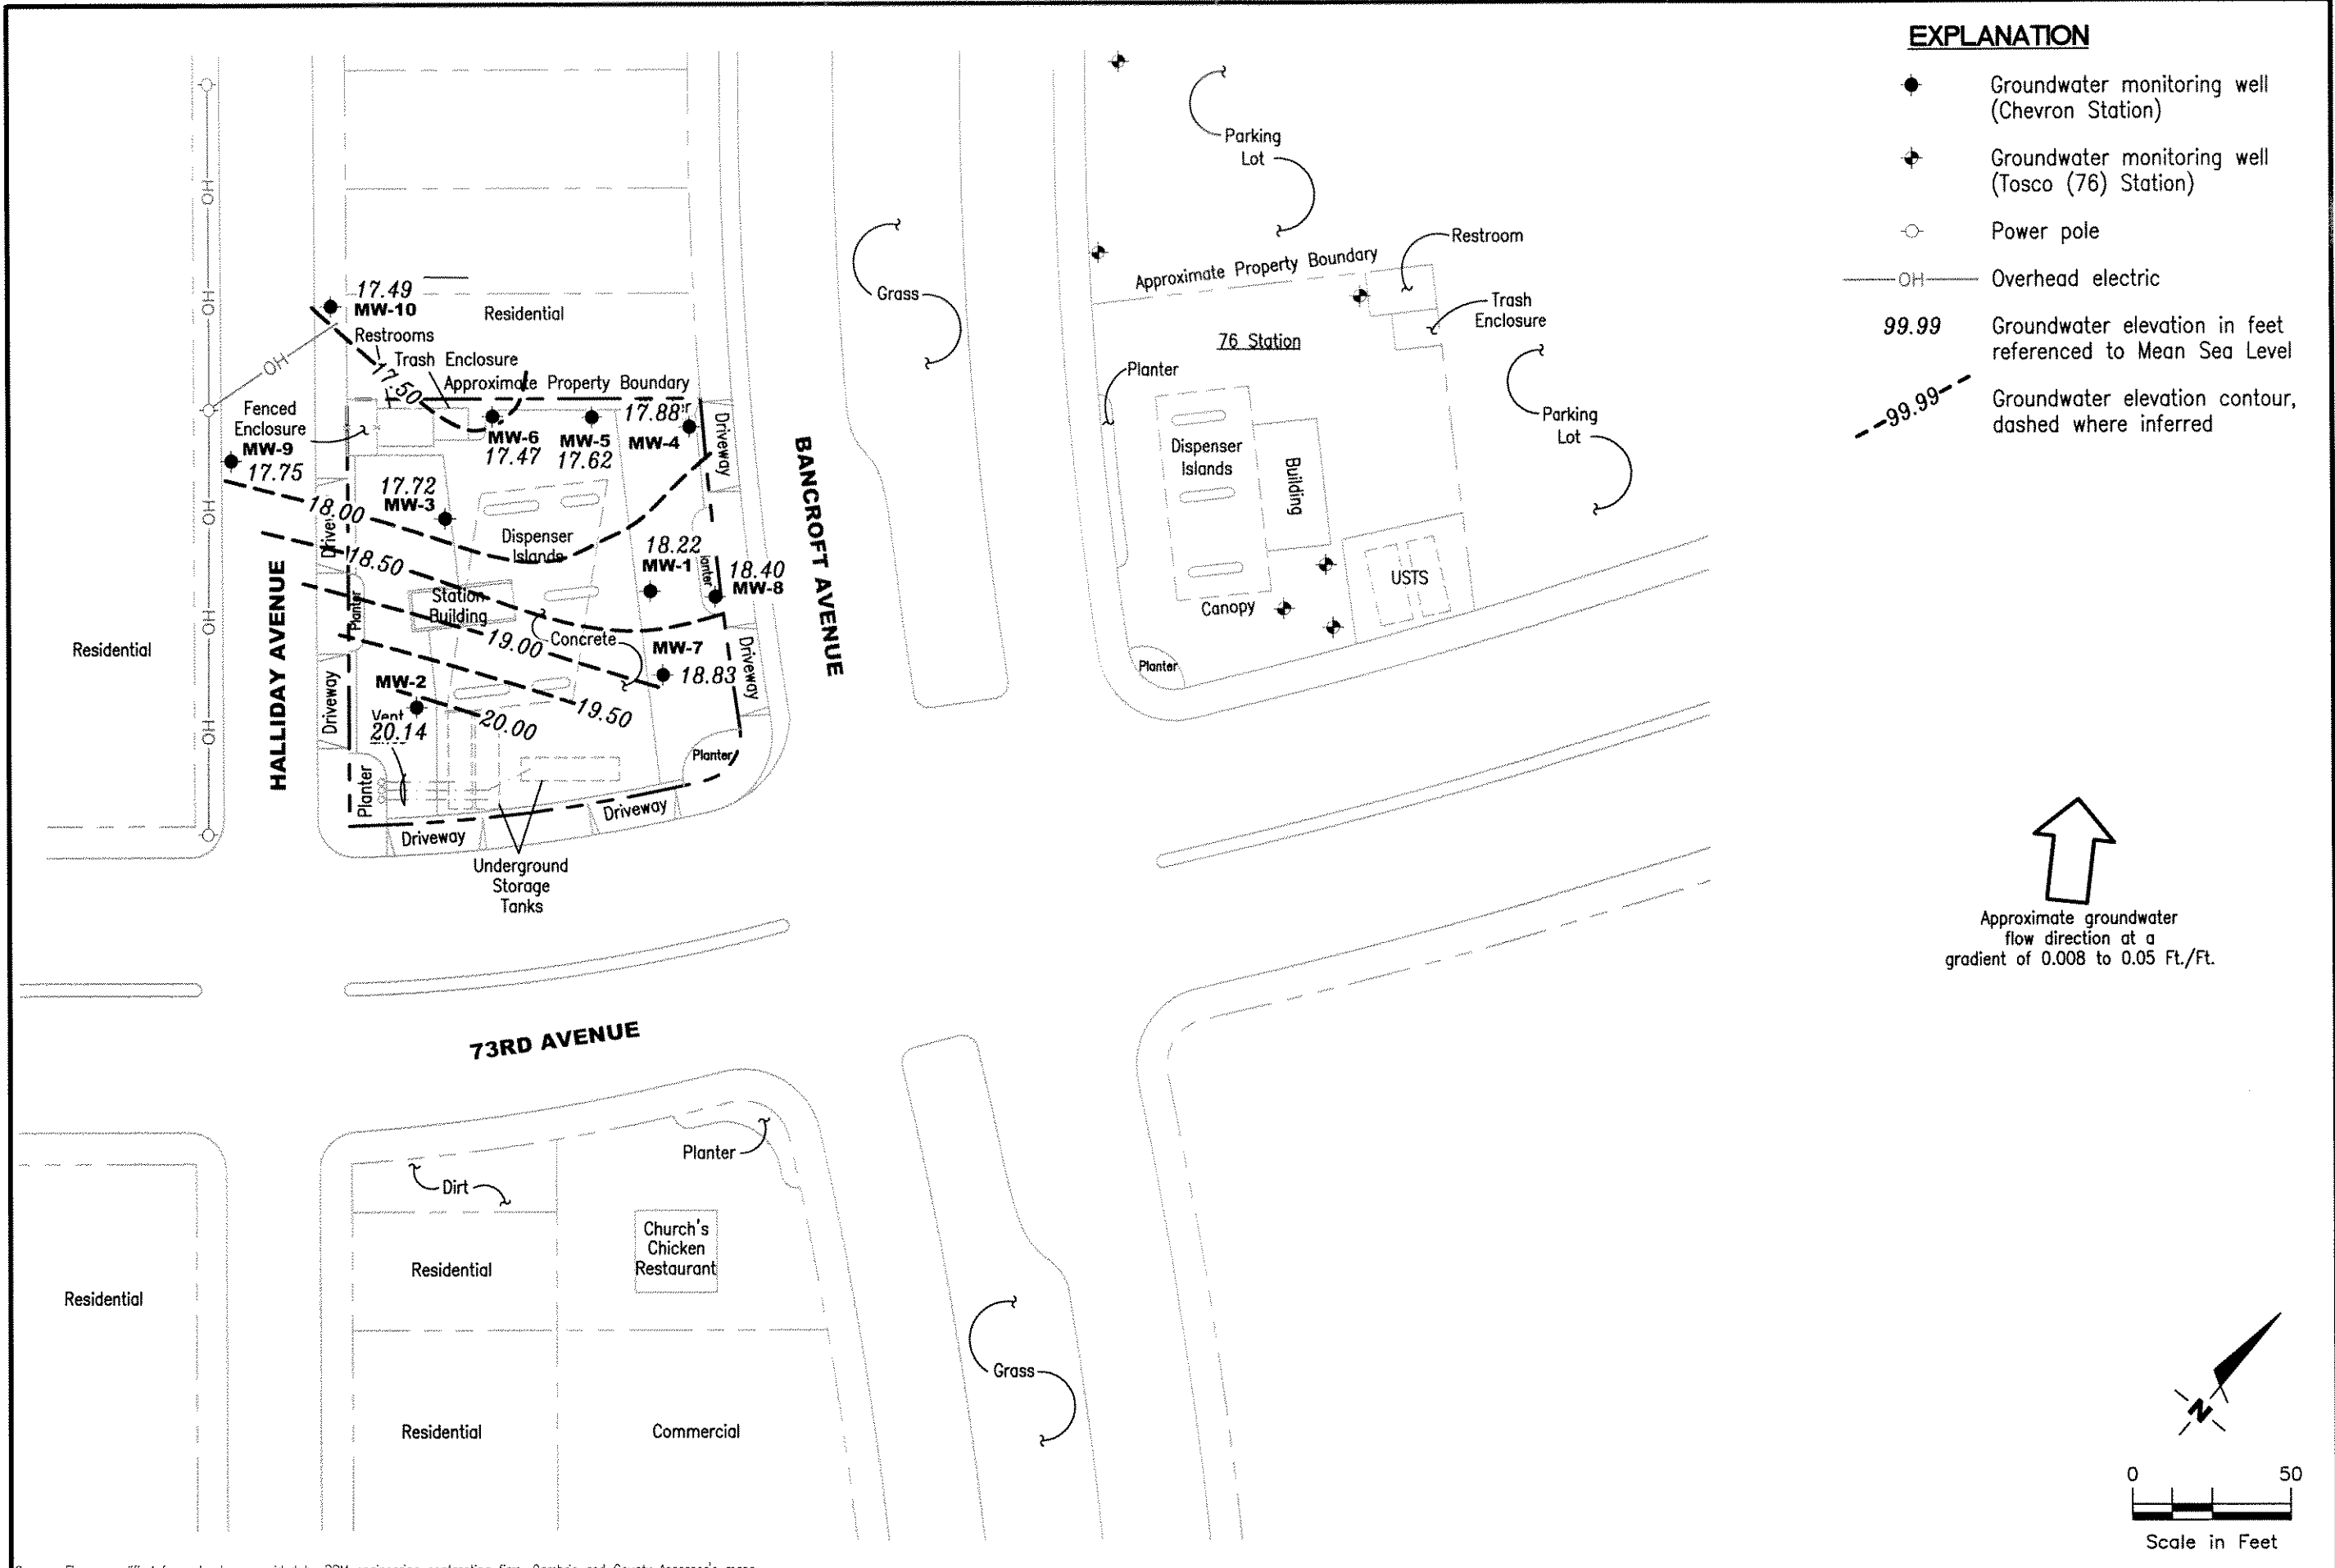 EXPLANATION
Groundwater monitoring well
(Chevron Station)
Groundwater monitoring well
(Tosco (76) Station)
Power pole
OH
Overhead electric
99.99
Groundwater elevation in feet
referenced to Mean Sea Level
99.99
Groundwater elevation contour,
dashed where inferred
Parking
Lot
OH
OH
Grass
Restroom
Approximate Property Boundary
Trash
Enclosure
76 Station
Planter
Parking
Lot
Dispenser
Islands
Building
USTS
Canopy
Planter
17.49
MW-10
Residential
Restrooms
OH
Trash Enclosure
17.50
Approximate Property Boundary
Fenced
Enclosure
MW-9
17.75
17.88
MW-4
MW-6
17.47
MW-5
17.62
Driveway
17.72
MW-3
18.00
OH
BANCROFT AVENUE
Dispenser
Islands
18.22
MW-1
18.40
MW-8
18.50
HALLIDAY AVENUE
Planter
Station
Building
OH
Residential
19.00
Concrete
MW-7
18.83
Driveway
MW-2
Driveway
Vent
20.14
20.00
19.50
OH
Planter
Planter
Driveway
Driveway
Underground
Storage
Tanks
Approximate groundwater
flow direction at a
gradient of 0.008 to 0.05 Ft./Ft.
73RD AVENUE
Planter
Dirt
Church's
Chicken
Restaurant
Residential
Residential
Grass
Residential
Commercial
N
0 50
Scale in Feet